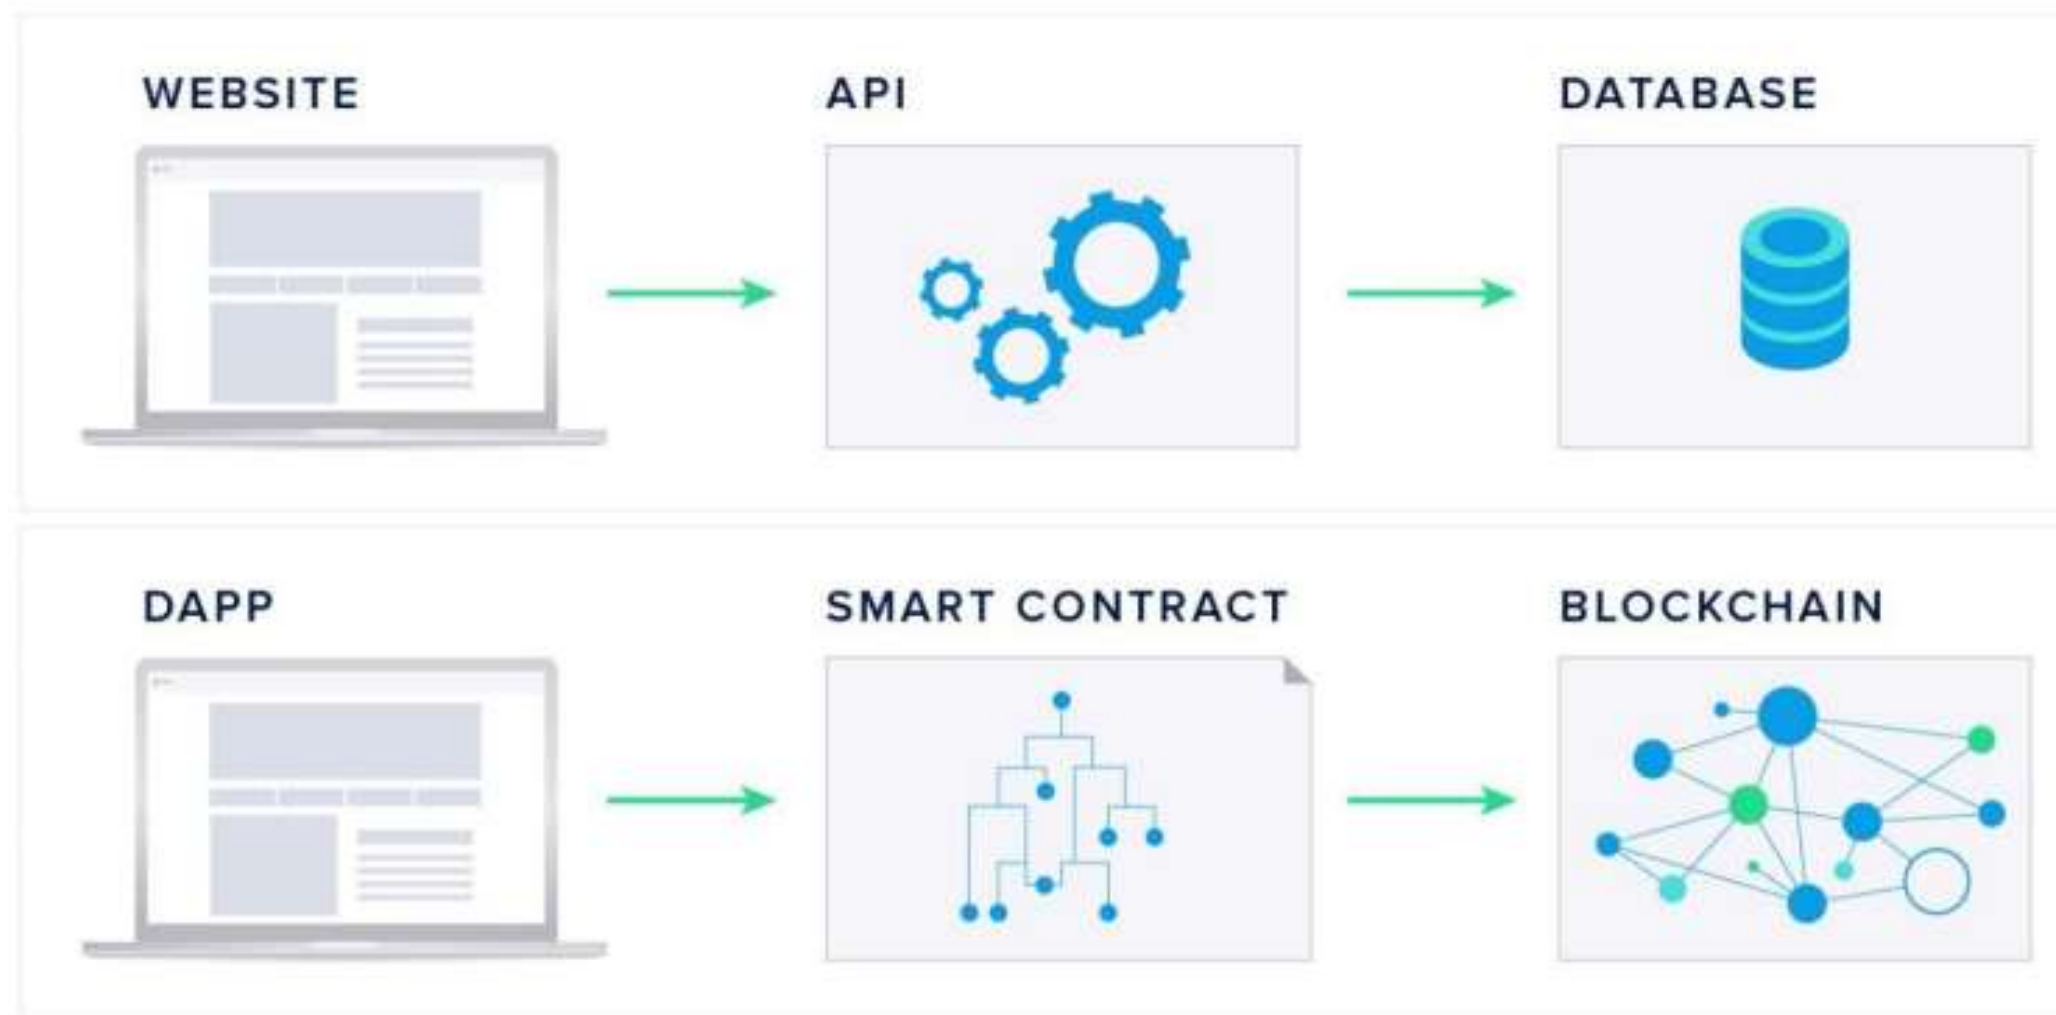 WEBSITE
API
DATABASE
DAPP
SMART CONTRACT
BLOCKCHAIN